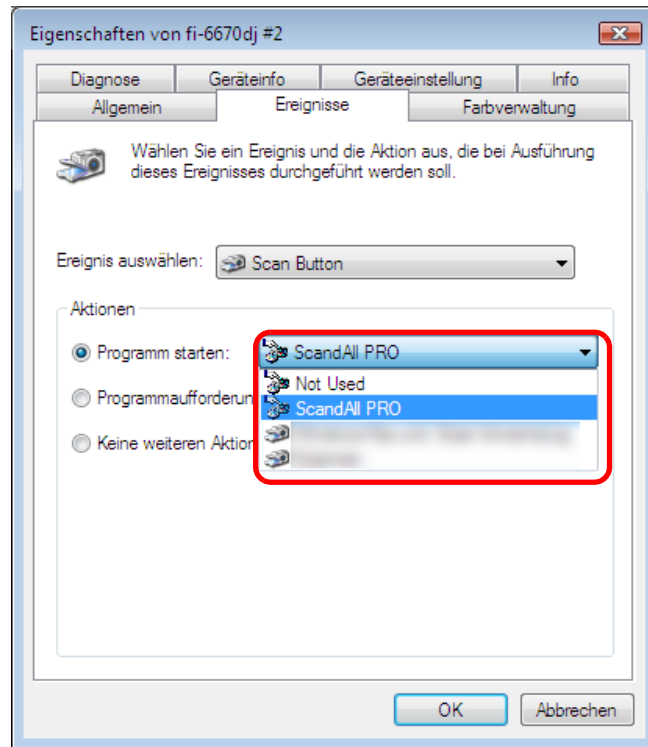 Eigenschaften von fi-6670dj #2
Diagnose Geräteinfo Geräteeinstellung Info
Allgemein Ereignisse Farbverwaltung
Wählen Sie ein Ereignis und die Aktion aus, die bei Ausführung
dieses Ereignisses durchgeführt werden soll.
Ereignis auswählen: Scan Button
Aktionen
Programm starten: ScandAll PRO
Not Used
Programmaufforderun
ScandAll PRO
Keine weiteren Aktion
OK Abbrechen